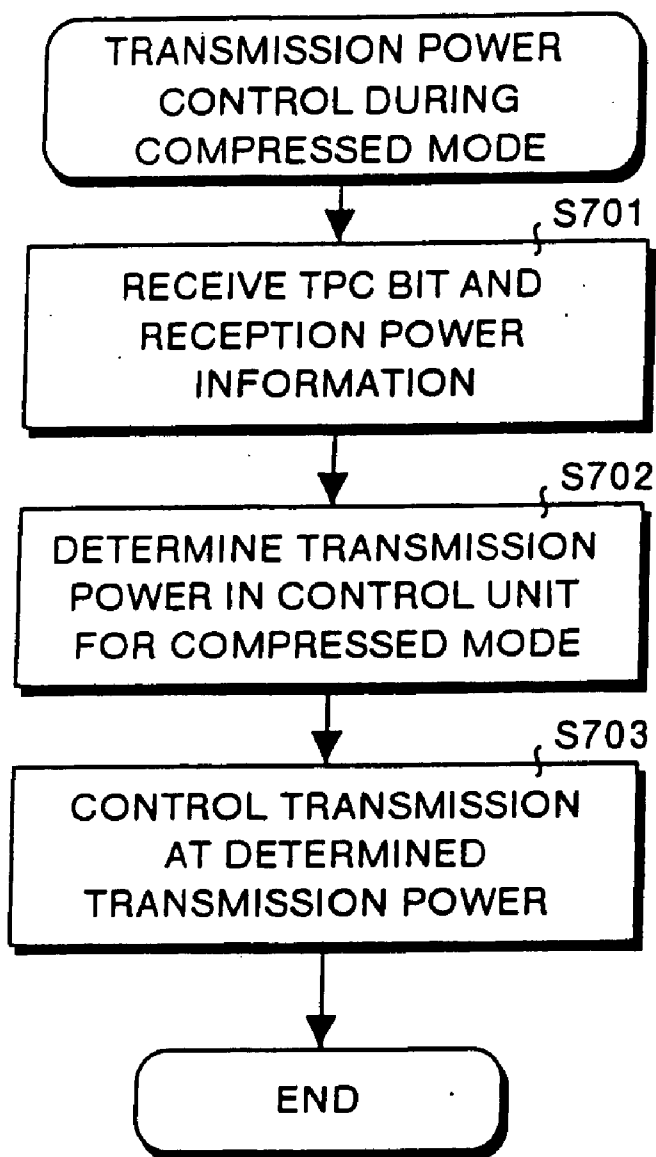 TRANSMISSION POWER
CONTROL DURING
COMPRESSED MODE
S701
RECEIVE TPC BIT AND
RECEPTION POWER
INFORMATION
S702
DETERMINE TRANSMISSION
POWER IN CONTROL UNIT
FOR COMPRESSED MODE
S703
CONTROL TRANSMISSION
AT DETERMINED
TRANSMISSION POWER
END